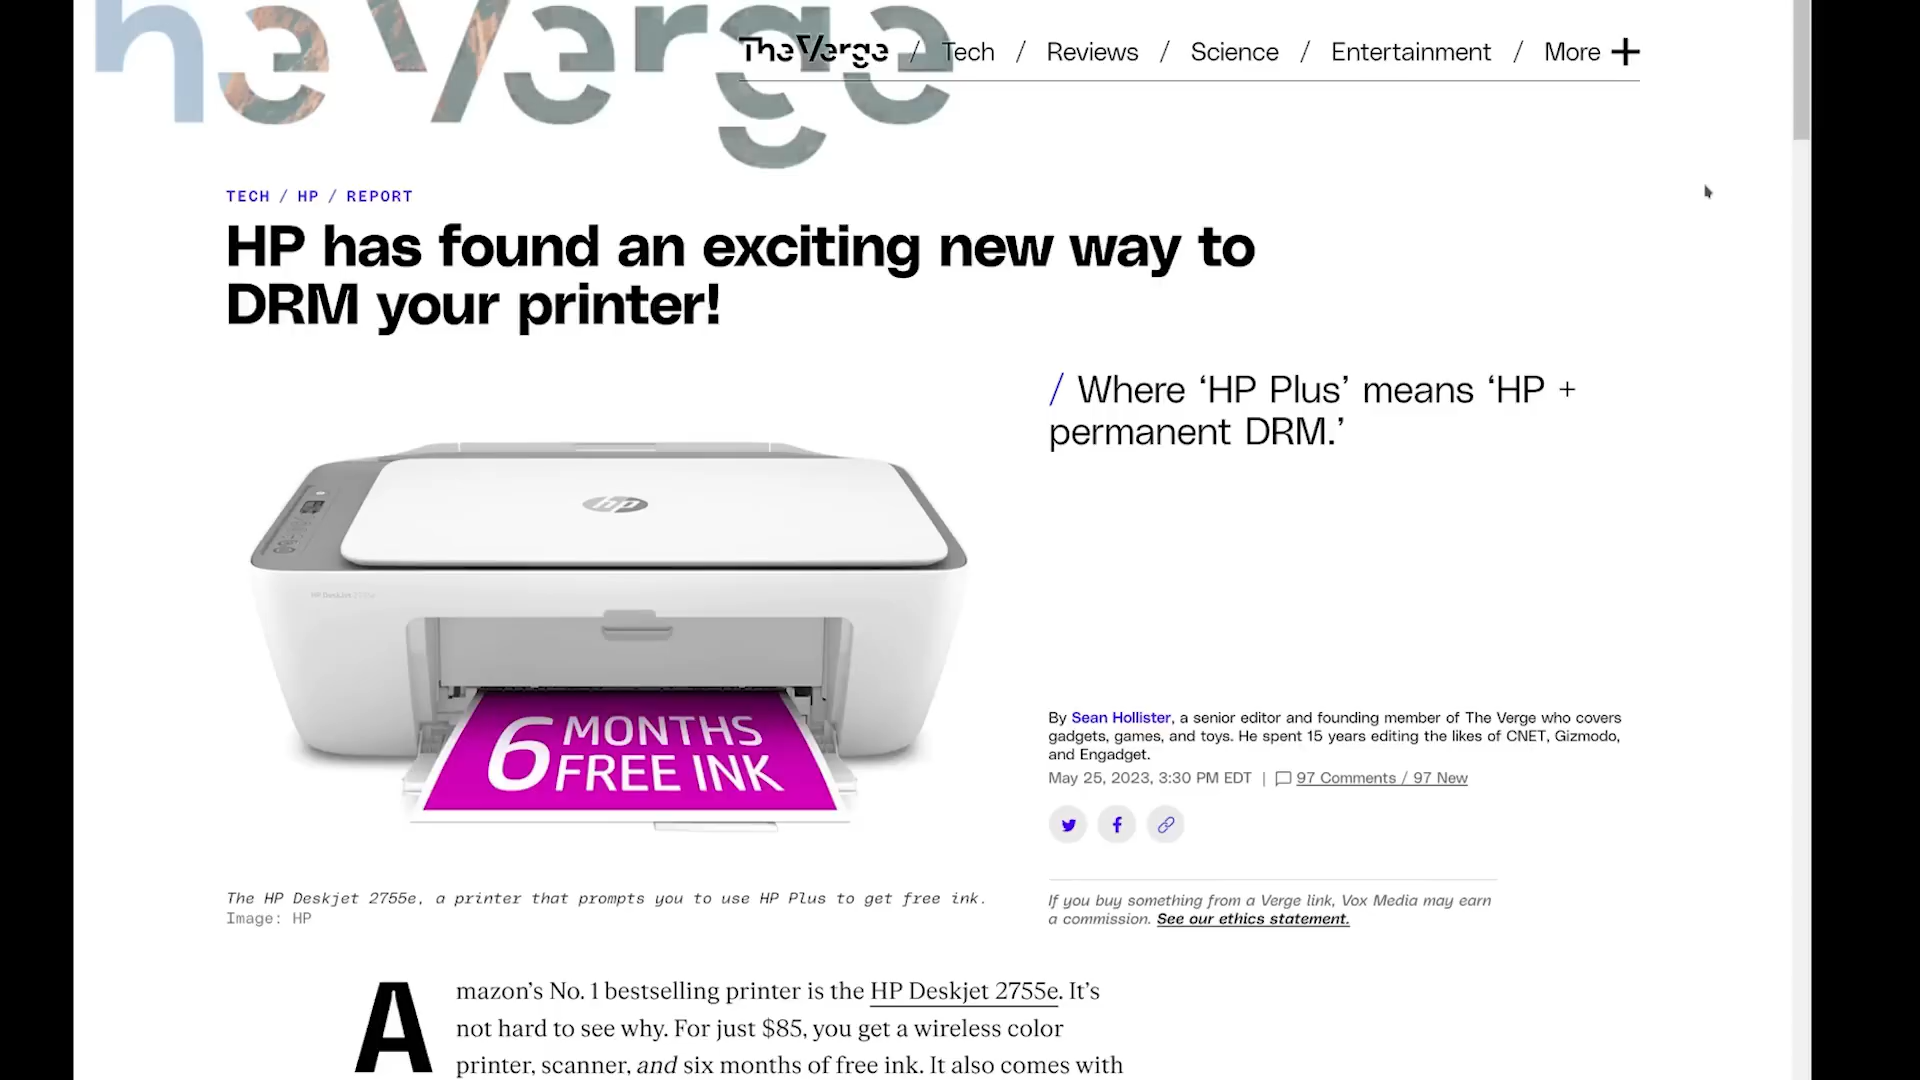 he Verge
The Verge / Tech / Reviews / Science / Entertainment / More +
TECH / HP / REPORT
HP has found an exciting new way to
DRM your printer!
/ Where ‘HP Plus’ means ‘HP +
permanent DRM.’
hp
HP DeskJet 2755e
6 MONTHS
FREE INK
By Sean Hollister, a senior editor and founding member of The Verge who covers
gadgets, games, and toys. He spent 15 years editing the likes of CNET, Gizmodo,
and Engadget.
May 25, 2023, 3:30 PM EDT | 97 Comments / 97 New
The HP Deskjet 2755e, a printer that prompts you to use HP Plus to get free ink.
Image: HP
If you buy something from a Verge link, Vox Media may earn
a commission. See our ethics statement.
Amazon’s No. 1 bestselling printer is the HP Deskjet 2755e. It’s
not hard to see why. For just $85, you get a wireless color
printer, scanner, and six months of free ink. It also comes with